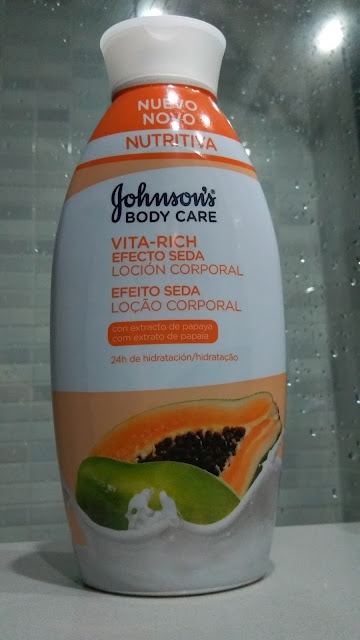 NUEVO
NOVO
NUTRITIVA
Johnson's®
BODY CARE
VITA-RICH
EFECTO SEDA
LOCIÓN CORPORAL
EFEITO SEDA
LOÇÃO CORPORAL
con extracto de papaya
com extrato de papaia
24h de hidratación/hidratação